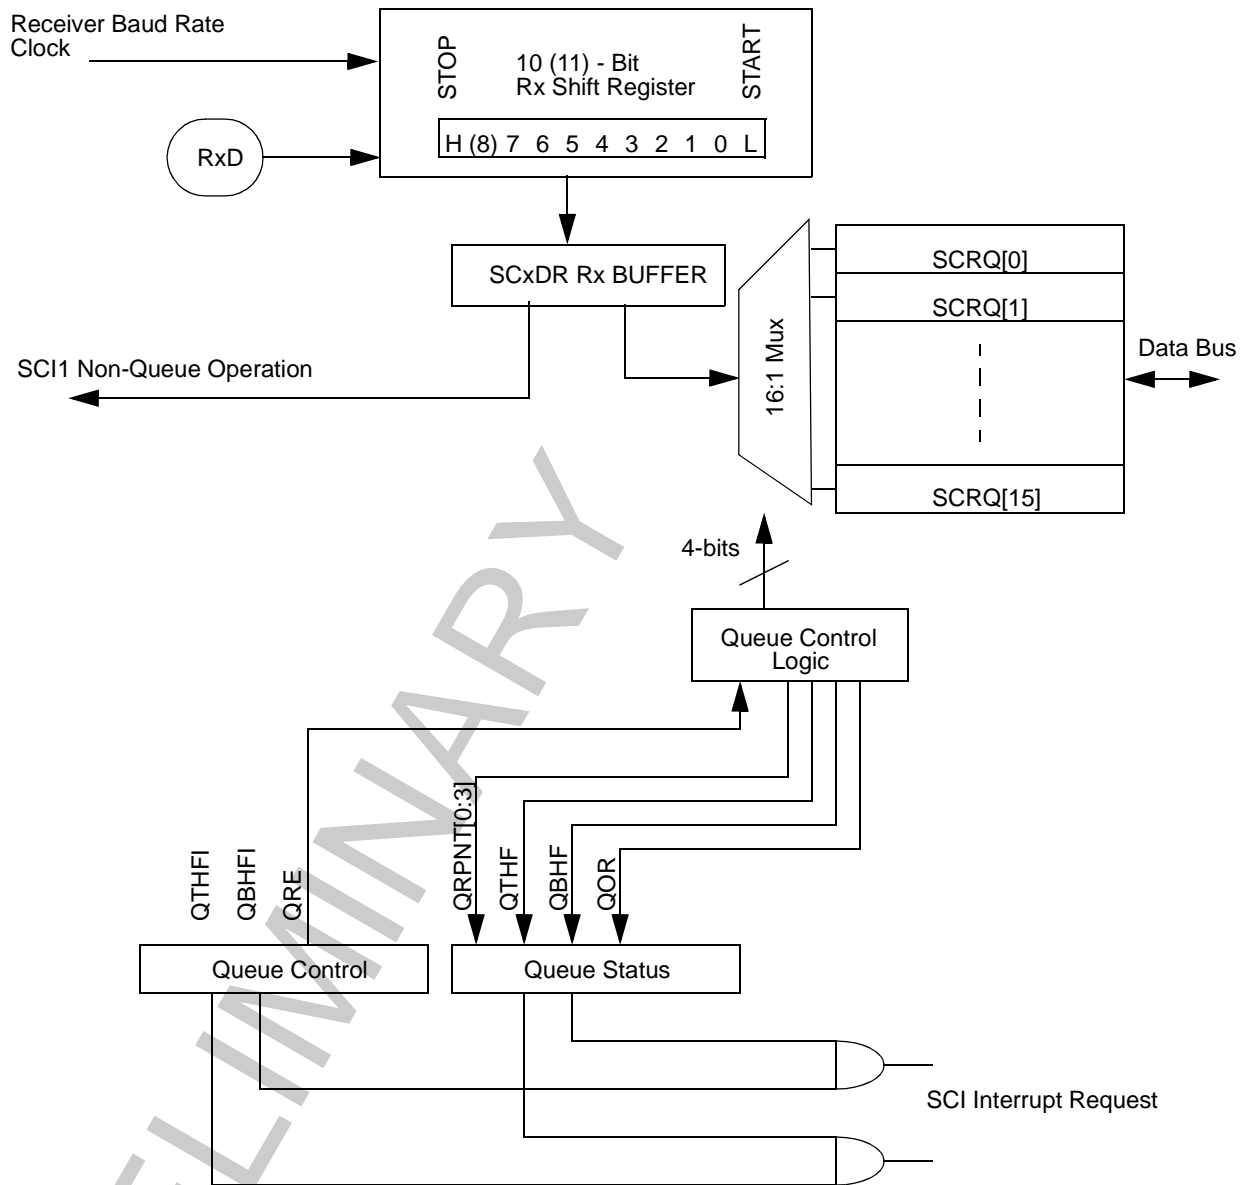 Receiver Baud Rate
Clock
STOP
10 (11) - Bit
Rx Shift Register
START
H (8) 7 6 5 4 3 2 1 0 L
RxD
SCxDR Rx BUFFER
16:1 Mux
SCRQ[0]
SCRQ[1]
SCRQ[15]
Data Bus
SCI1 Non-Queue Operation
4-bits
Queue Control
Logic
QTHFI
QBHFI
QRE
QRPNT[0:3]
QTHF
QBHF
QOR
Queue Control
Queue Status
SCI Interrupt Request
ELIMINARY